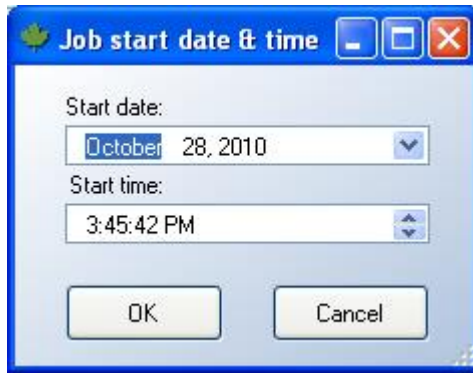 Job start date & time
Start date:
October 28, 2010
Start time:
3:45:42 PM
OK Cancel